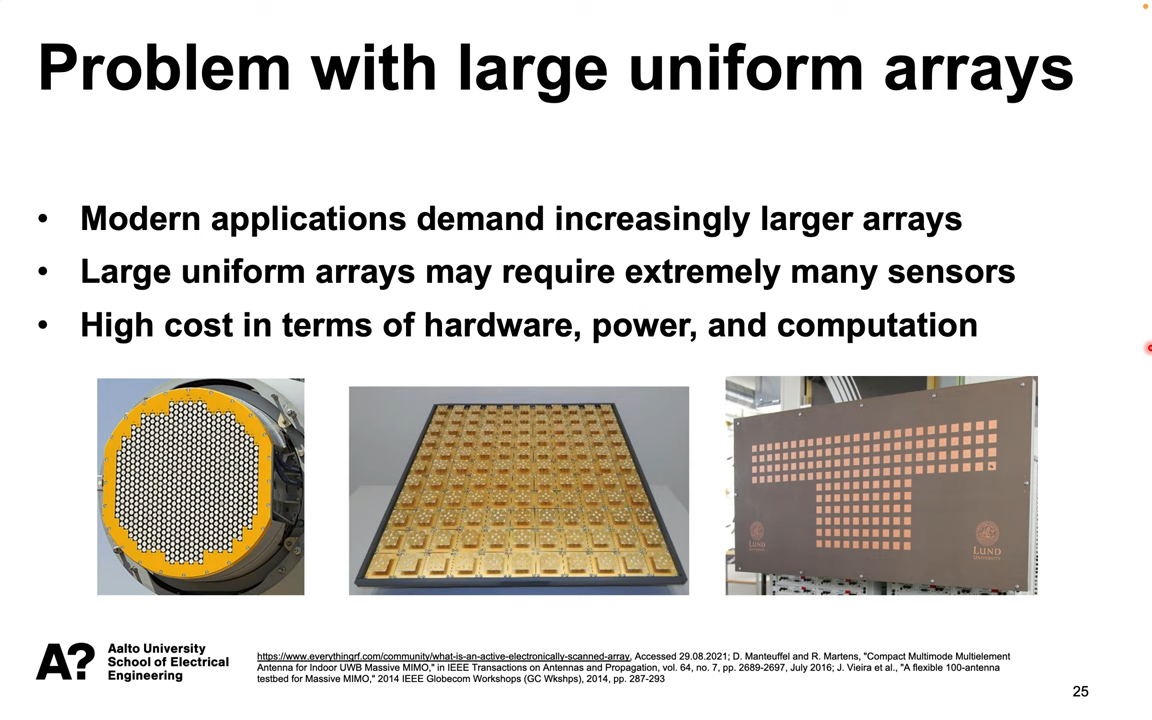 Problem with large uniform arrays
• Modern applications demand increasingly larger arrays
• Large uniform arrays may require extremely many sensors
• High cost in terms of hardware, power, and computation
LUND
UNIVERSITY
LUND
UNIVERSITY
A?
Aalto University
School of Electrical
Engineering
https://www.everythingrf.com/community/what-is-an-active-electronically-scanned-array, Accessed 29.08.2021; D. Manteuffel and R. Martens, "Compact Multimode Multielement
Antenna for Indoor UWB Massive MIMO," in IEEE Transactions on Antennas and Propagation, vol. 64, no. 7, pp. 2689-2697, July 2016; J. Vieira et al., "A flexible 100-antenna
testbed for Massive MIMO," 2014 IEEE Globecom Workshops (GC Wkshps), 2014, pp. 287-293
25